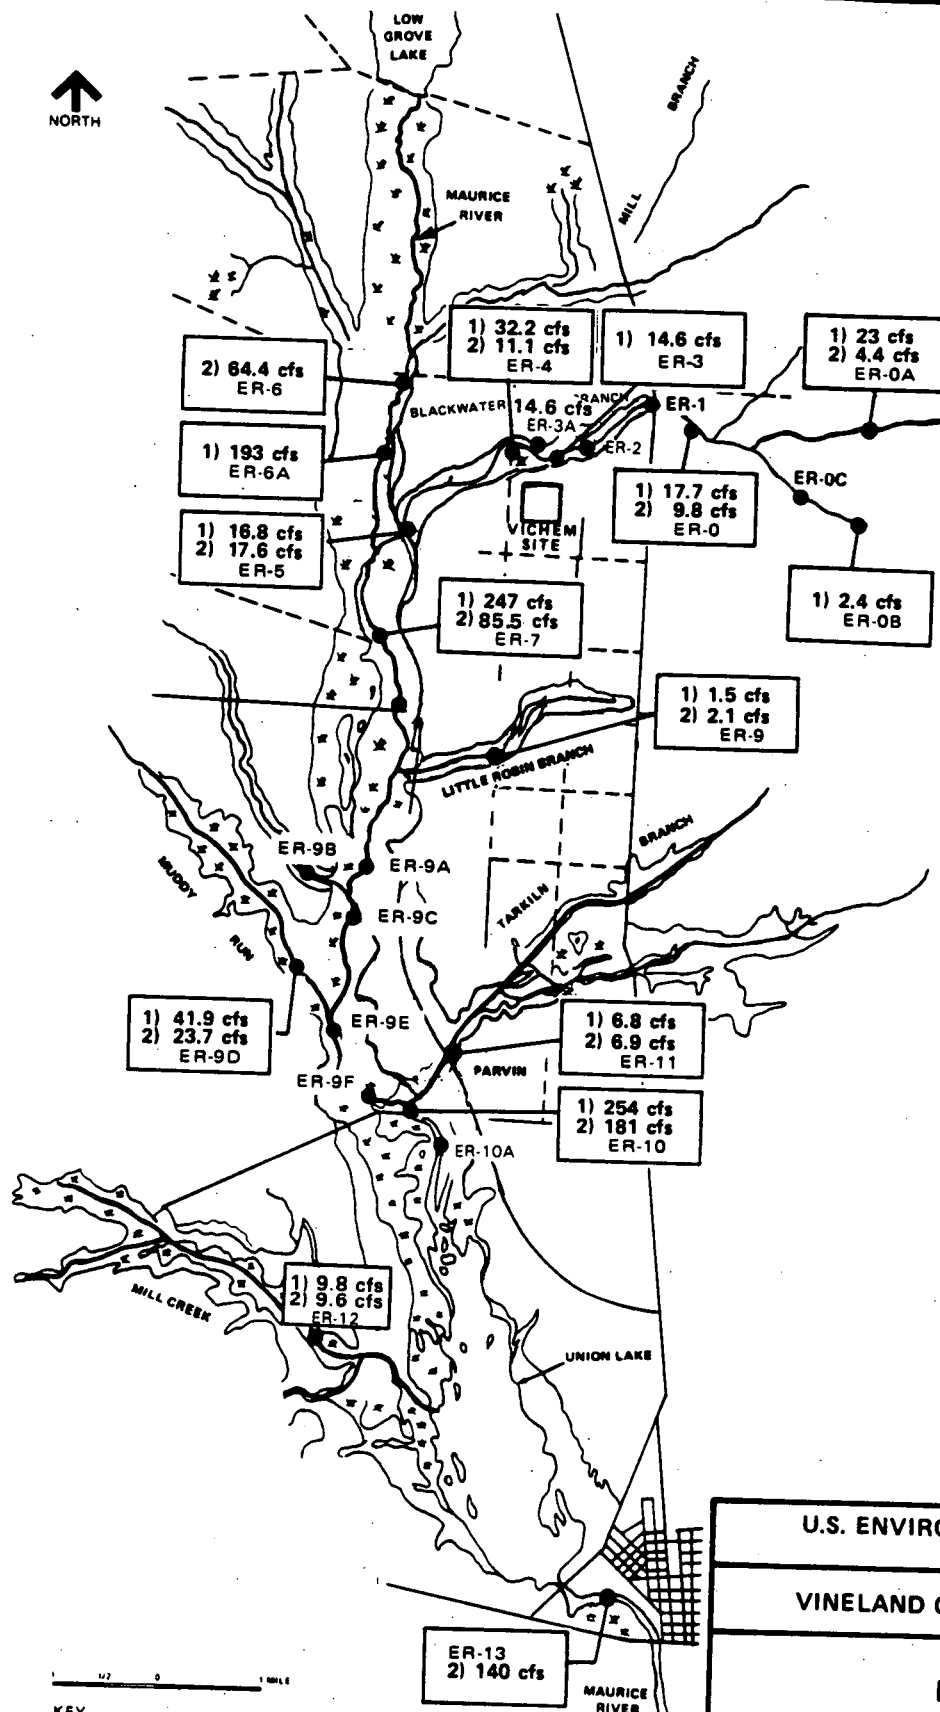 LOW
GROVE
LAKE
NORTH
BRANCH
MILL
MAURICE
RIVER
1) 32.2 cfs
2) 11.1 cfs
ER-4
1) 14.6 cfs
ER-3
1) 23 cfs
2) 4.4 cfs
ER-0A
2) 64.4 cfs
ER-6
BLACKWATER
14.6 cfs
BRANCH
ER-3A
ER-1
ER-2
1) 193 cfs
ER-6A
ER-0C
1) 17.7 cfs
2) 9.8 cfs
ER-0
1) 16.8 cfs
2) 17.6 cfs
ER-5
VICHEM
SITE
1) 247 cfs
2) 85.5 cfs
ER-7
1) 2.4 cfs
ER-0B
1) 1.5 cfs
2) 2.1 cfs
ER-9
LITTLE ROBIN BRANCH
BRANCH
TARKILN
ER-9B
ER-9A
MUDDY
RUN
ER-9C
1) 41.9 cfs
2) 23.7 cfs
ER-9D
ER-9E
1) 6.8 cfs
2) 6.9 cfs
ER-11
PARVIN
ER-9F
1) 254 cfs
2) 181 cfs
ER-10
ER-10A
MILL CREEK
1) 9.8 cfs
2) 9.6 cfs
ER-12
UNION LAKE
U.S. ENVIRO
VINELAND C
ER-13
2) 140 cfs
MAURICE
RIVER
1 1/2 0 1 MILE
KEY